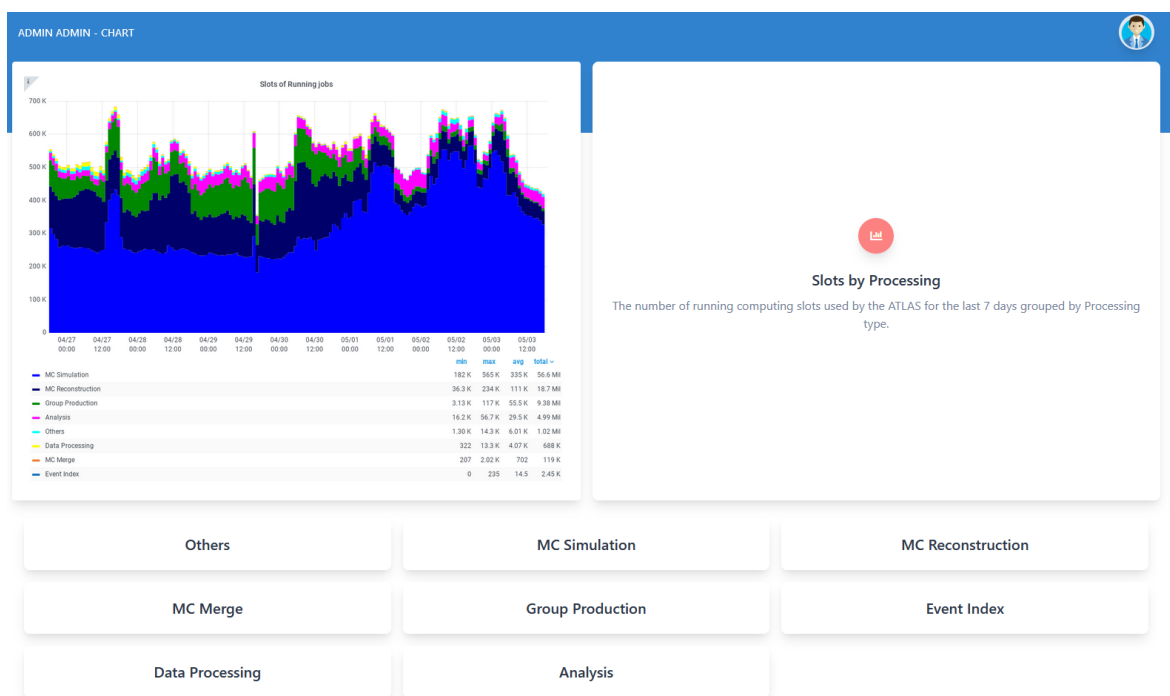 ADMIN ADMIN - CHART
i
Slots of Running jobs
700 K
600 K
500 K
400 K
300 K
200 K
100 K
0
04/27 04/27 04/28 04/28 04/29 04/29 04/30 04/30 05/01 05/01 05/02 05/02 05/03 05/03
00:00 12:00 00:00 12:00 00:00 12:00 00:00 12:00 00:00 12:00 00:00 12:00 00:00 12:00
min max avg total
MC Simulation 182 K 565 K 335 K 56.6 Mil
MC Reconstruction 36.3 K 234 K 111 K 18.7 Mil
Group Production 3.13 K 117 K 55.5 K 9.38 Mil
Analysis 16.2 K 56.7 K 29.5 K 4.99 Mil
Others 1.30 K 14.3 K 6.01 K 1.02 Mil
Data Processing 322 13.3 K 4.07 K 688 K
MC Merge 207 2.02 K 702 119 K
Event Index 0 235 14.5 2.45 K
Slots by Processing
The number of running computing slots used by the ATLAS for the last 7 days grouped by Processing
type.
Others
MC Simulation
MC Reconstruction
MC Merge
Group Production
Event Index
Data Processing
Analysis